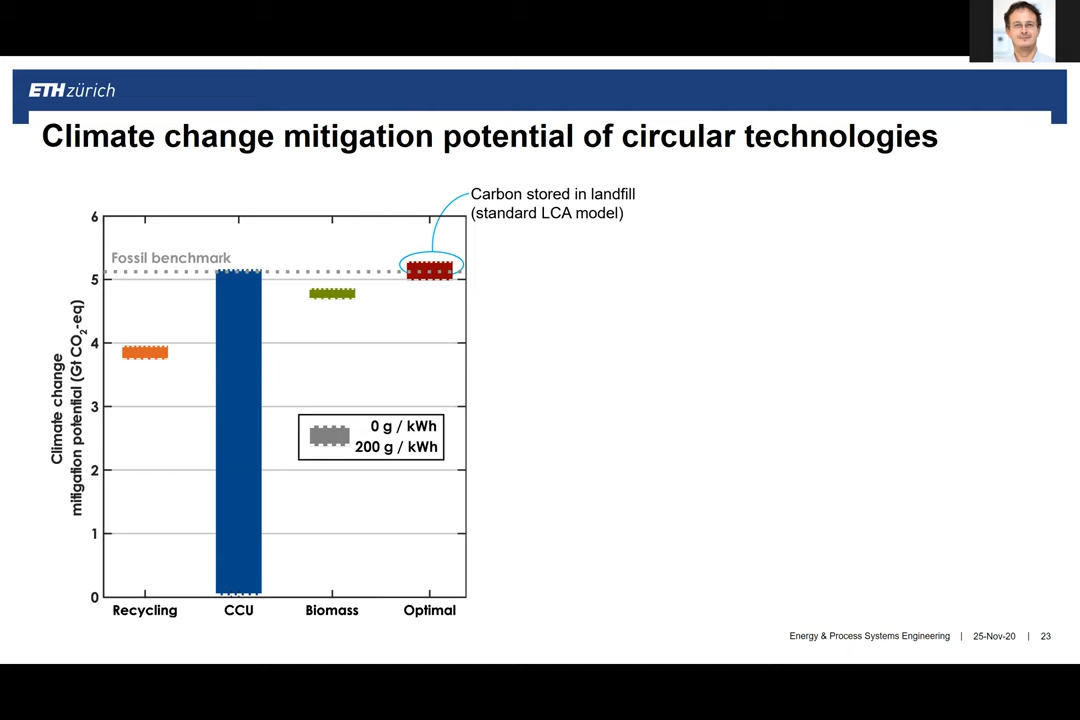 ETH zürich
Climate change mitigation potential of circular technologies
Carbon stored in landfill
(standard LCA model)
Fossil benchmark
Climate change
mitigation potential (Gt CO2-eq)
6
5
4
3
2
1
0
0 g / kWh
200 g / kWh
Recycling CCU Biomass Optimal
Energy & Process Systems Engineering | 25-Nov-20 | 23